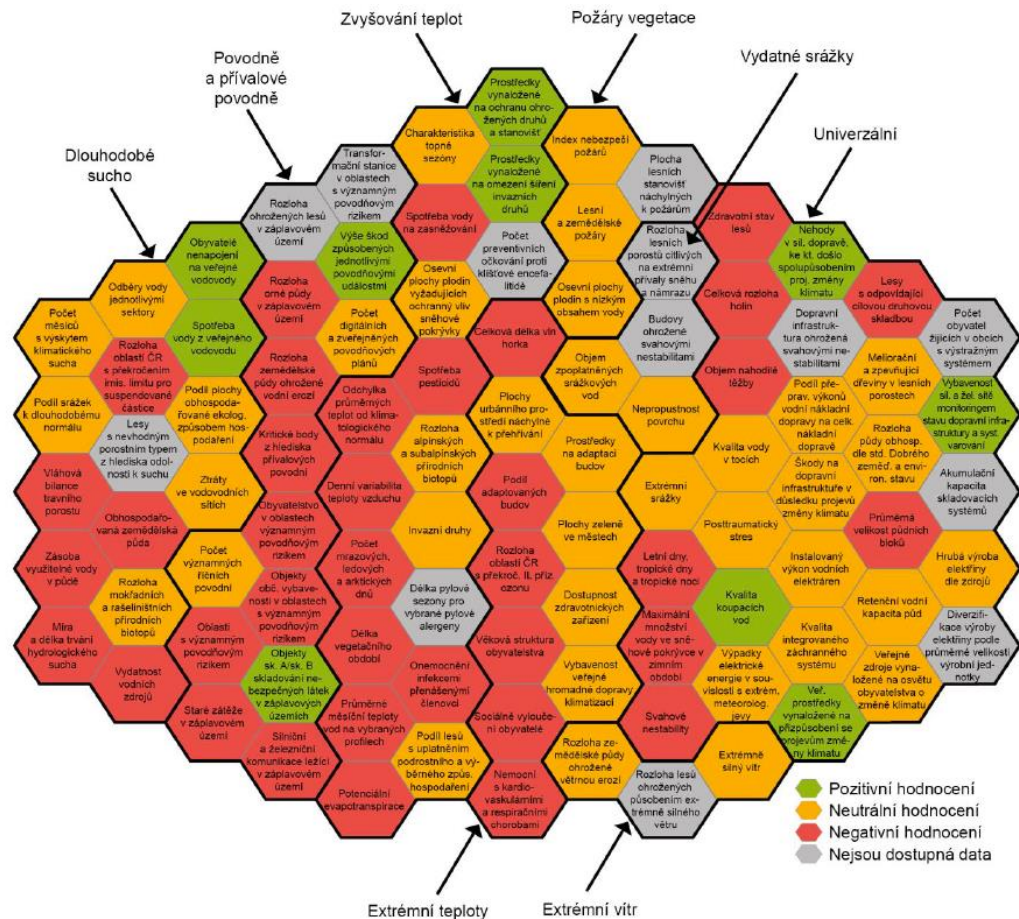 Zvyšování teplot
Požáry vegetace
Povodně
a přívalové
povodně
Vydatné srážky
Dlouhodobé
sucho
Univerzální
Počet
měsíců
s výskytem
klimatického
sucha
Podíl srážek
k dlouhodobému
normálu
Vláhová
bilance
travního
porostu
Zásoba
využitelné vody
v půdě
Míra
a délka trvání
hydrologického
sucha
Odběry vody
jednotlivými
sektory
Rozloha
oblastí ČR
s překročením
imis. limitu pro
suspendované
částice
Lesy
s nevhodným
porostním typem
z hlediska odol-
nosti k suchu
Obhospodařo-
vaná zemědělská
půda
Rozloha
mokřadních
a rašeliništních
přírodních
biotopů
Vydatnost
vodních
zdrojů
Obyvatelé
nenapojení
na veřejné
vodovody
Spotřeba
vody z veřejného
vodovodu
Podíl plochy
obhospoda-
řované ekolog.
způsobem hos-
podaření
Ztráty
ve vodovodních
sítích
Počet
významných
říčních
povodní
Oblasti
s významným
povodňovým
rizikem
Staré zátěže
v záplavovém
území
Rozloha
ohrožených lesů
v záplavovém
území
Rozloha
orné půdy
v záplavovém
území
Rozloha
zemědělské
půdy ohrožené
vodní erozí
Kritické body
z hlediska
přívalových
povodní
Obyvatelstvo
v oblastech
významným
povodňovým
rizikem
Objekty
obč. vybave-
nosti v oblastech
s významným
povodňovým
rizikem
Objekty
sk. A/sk. B
skladování ne-
bezpečných látek
v záplavových
územích
Silniční
a železniční
komunikace ležící
v záplavovém
území
Transfor-
mační stanice
v oblastech
s významným
povodňovým
rizikem
Výše škod
způsobených
jednotlivými
povodňovými
událostmi
Počet
digitálních
a zveřejněných
povodňových
plánů
Odchylka
průměrných
teplot od klima-
tologického
normálu
Denní variabilita
teploty vzduchu
Počet
mrazových,
ledových
a arktických
dnů
Délka
vegetačního
období
Průměrné
měsíční teploty
vod na vybraných
profilech
Potenciální
evapotranspirace
Charakteristika
topné
sezóny
Spotřeba vody
na zasněžování
Osevní
plochy plodin
vyžadujících
ochranný vliv
sněhové
pokrývky
Spotřeba
pesticidů
Rozloha
alpinských
a subalpinských
přírodních
biotopů
Invazní druhy
Délka pylové
sezony pro
vybrané pylové
alergeny
Onemocnění
infekcemi
přenášenými
členovci
Podíl lesů
s uplatněním
podrostního a vý-
běrného způs.
hospodaření
Prostředky
vynaložené
na ochranu ohro-
žených druhů
a stanovišť
Prostředky
vynaložené
na omezení šíření
invazních
druhů
Počet
preventivních
očkování proti
klíšťové encefa-
litidě
Celková délka vln
horka
Plochy
urbánního pro-
středí náchylné
k přehřívání
Podíl
adaptovaných
budov
Rozloha
oblastí ČR
s překroč. IL příz.
ozonu
Věková struktura
obyvatelstva
Sociálně vylouče-
ní obyvatelé
Nemocní
s kardio-
vaskulárními
a respiračními
chorobami
Index nebezpečí
požárů
Lesní
a zemědělské
požáry
Osevní plochy
plodin s nízkým
obsahem vody
Objem
zpoplatněných
srážkových
vod
Prostředky
na adaptaci
budov
Plochy zeleně
ve městech
Dostupnost
zdravotnických
zařízení
Vybavenost
veřejné
hromadné dopravy
klimatizací
Rozloha ze-
mědělské půdy
ohrožené
větrnou erozí
Plocha
lesních
stanovišť
náchylných
k požárům
Rozloha
lesních
porostů citlivých
na extrémní
přívaly sněhu
a námrazu
Budovy
ohrožené
svahovými
nestabilitami
Nepropustnost
povrchu
Extrémní
srážky
Letní dny,
tropické dny
a tropické noci
Maximální
množství
vody ve sně-
hové pokrývce v
zimním
období
Svahové
nestability
Rozloha lesů
ohrožených
působením ex-
trémně silného
větru
Zdravotní stav
lesů
Celková rozloha
holin
Objem nahodilé
těžby
Kvalita vody
v tocích
Posttraumatický
stres
Kvalita
koupacích
vod
Výpadky
elektrické
energie v sou-
vislosti s extrém.
meteorolog.
jevy
Extrémně
silný vítr
Nehody
v sil. dopravě,
ke kt. došlo
spolupůsobením
proj. změny
klimatu
Dopravní
infrastruk-
tura ohrožená
svahovými ne-
stabilitami
Podíl pře-
prav. výkonů
vodní nákladní
dopravy na celk.
nákladní
dopravě
Škody na
dopravní
infrastruktuře v
důsledku projevů
změny klimatu
Instalovaný
výkon vodních
elektráren
Kvalita
integrovaného
záchranného
systému
Veř.
prostředky
vynaložené na
přizpůsobení se
projevům změ-
ny klimatu
Lesy
s odpovídající
cílovou druhovou
skladbou
Meliorační
a zpevňující
dřeviny v lesních
porostech
Rozloha
půdy obhosp.
dle std. Dobrého
zeměd. a envi-
ron. stavu
Průměrná
velikost půdních
bloků
Retenční vodní
kapacita půd
Veřejné
zdroje vyna-
ložené na osvětu
obyvatelstva o
změně klimatu
Počet
obyvatel
žijících v obcích
s výstražným
systémem
Vybavenost
sil. a žel. sítě
monitoringem
stavu dopravní infra-
struktury a syst.
varování
Akumulační
kapacita
skladovacích
systémů
Hrubá výroba
elektřiny
dle zdrojů
Diverzifi-
kace výroby
elektřiny podle
průměrné velikosti
výrobní jed-
notky
Pozitivní hodnocení
Neutrální hodnocení
Negativní hodnocení
Nejsou dostupná data
Extrémní teploty
Extrémní vítr